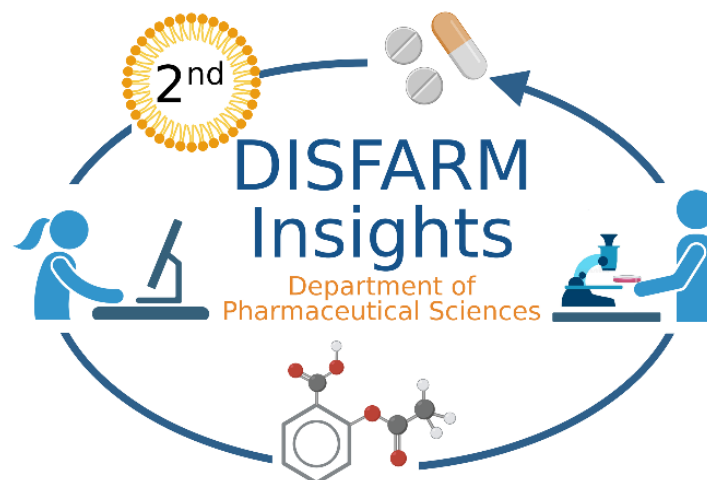 2nd
DISFARM
Insights
Department of
Pharmaceutical Sciences